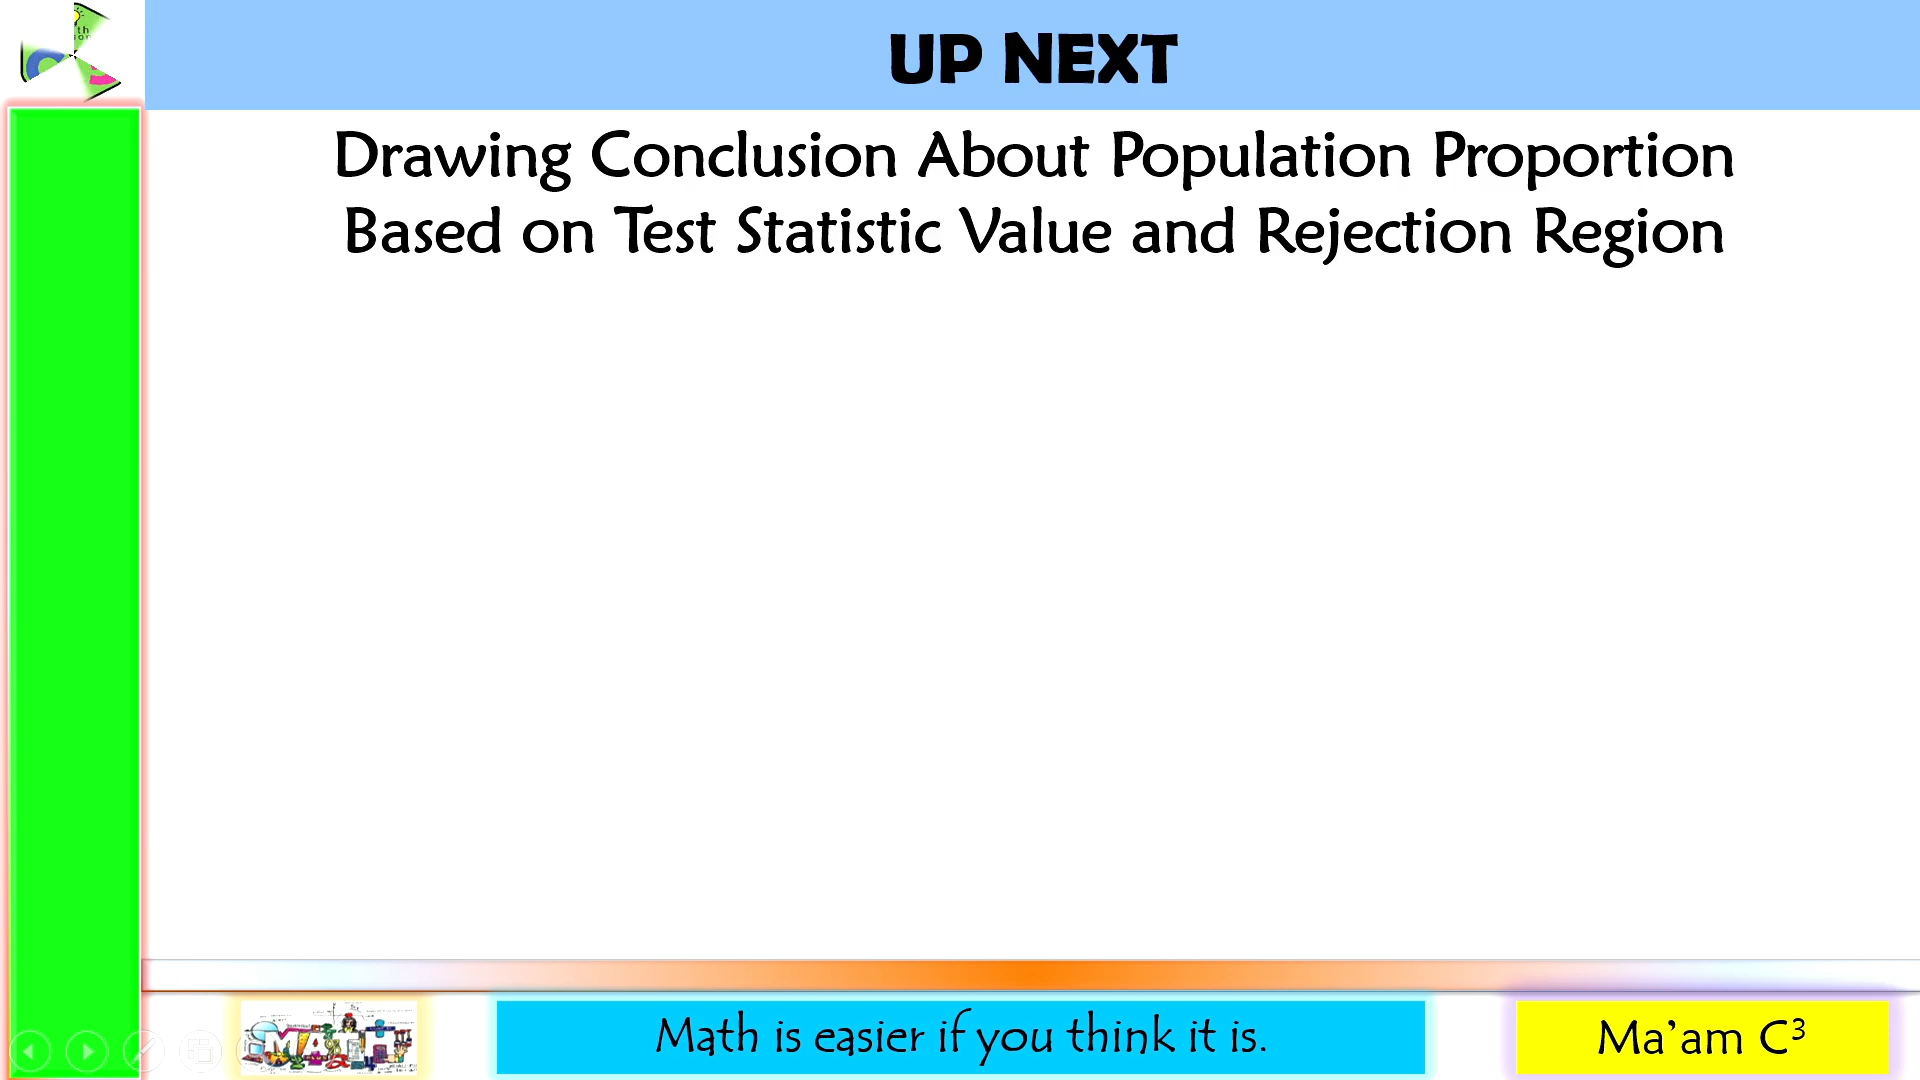 UP NEXT
Drawing Conclusion About Population Proportion
Based on Test Statistic Value and Rejection Region
MATH
Math is easier if you think it is.
Ma’am C³